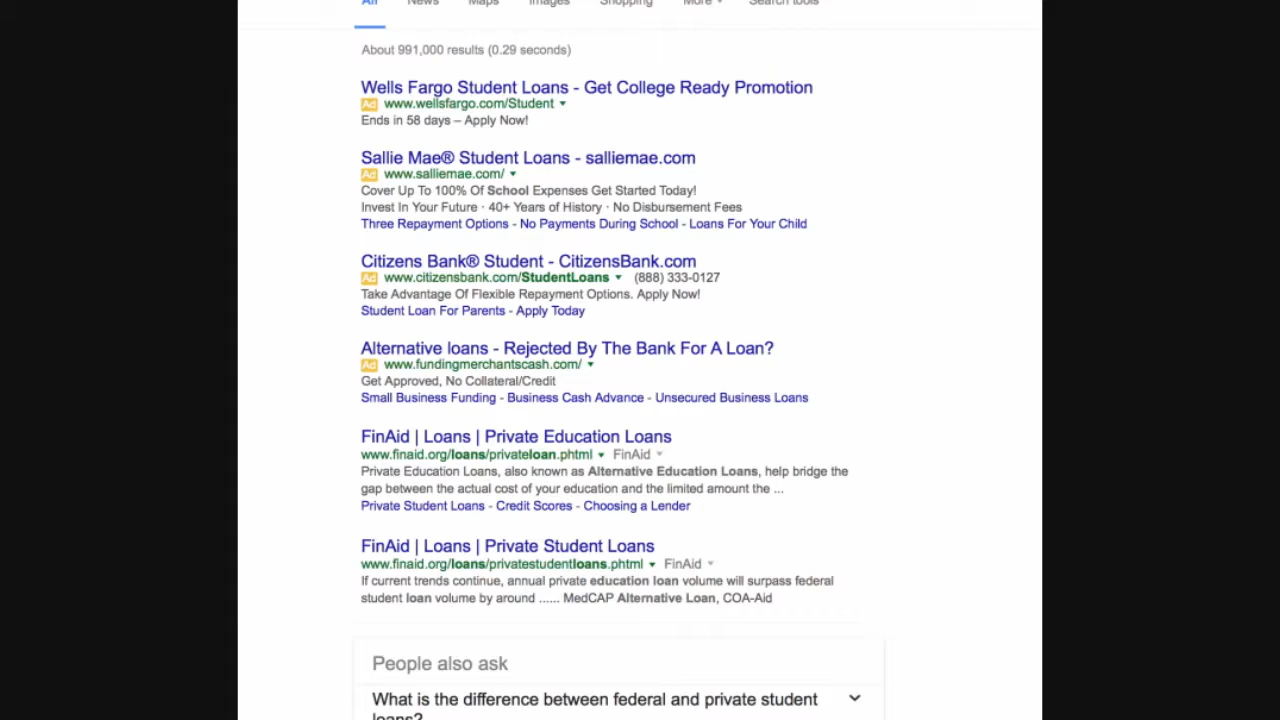 All News Maps Images Shopping More Search tools
About 991,000 results (0.29 seconds)
Wells Fargo Student Loans - Get College Ready Promotion
Ad www.wellsfargo.com/Student
Ends in 58 days – Apply Now!
Sallie Mae® Student Loans - salliemae.com
Ad www.salliemae.com/
Cover Up To 100% Of School Expenses Get Started Today!
Invest In Your Future · 40+ Years of History · No Disbursement Fees
Three Repayment Options - No Payments During School - Loans For Your Child
Citizens Bank® Student - CitizensBank.com
Ad www.citizensbank.com/StudentLoans (888) 333-0127
Take Advantage Of Flexible Repayment Options. Apply Now!
Student Loan For Parents - Apply Today
Alternative loans - Rejected By The Bank For A Loan?
Ad www.fundingmerchantscash.com/
Get Approved, No Collateral/Credit
Small Business Funding - Business Cash Advance - Unsecured Business Loans
FinAid | Loans | Private Education Loans
www.finaid.org/loans/privateloan.phtml FinAid
Private Education Loans, also known as Alternative Education Loans, help bridge the
gap between the actual cost of your education and the limited amount the ...
Private Student Loans - Credit Scores - Choosing a Lender
FinAid | Loans | Private Student Loans
www.finaid.org/loans/privatestudentloans.phtml FinAid
If current trends continue, annual private education loan volume will surpass federal
student loan volume by around ...... MedCAP Alternative Loan, COA-Aid
People also ask
What is the difference between federal and private student
loans?